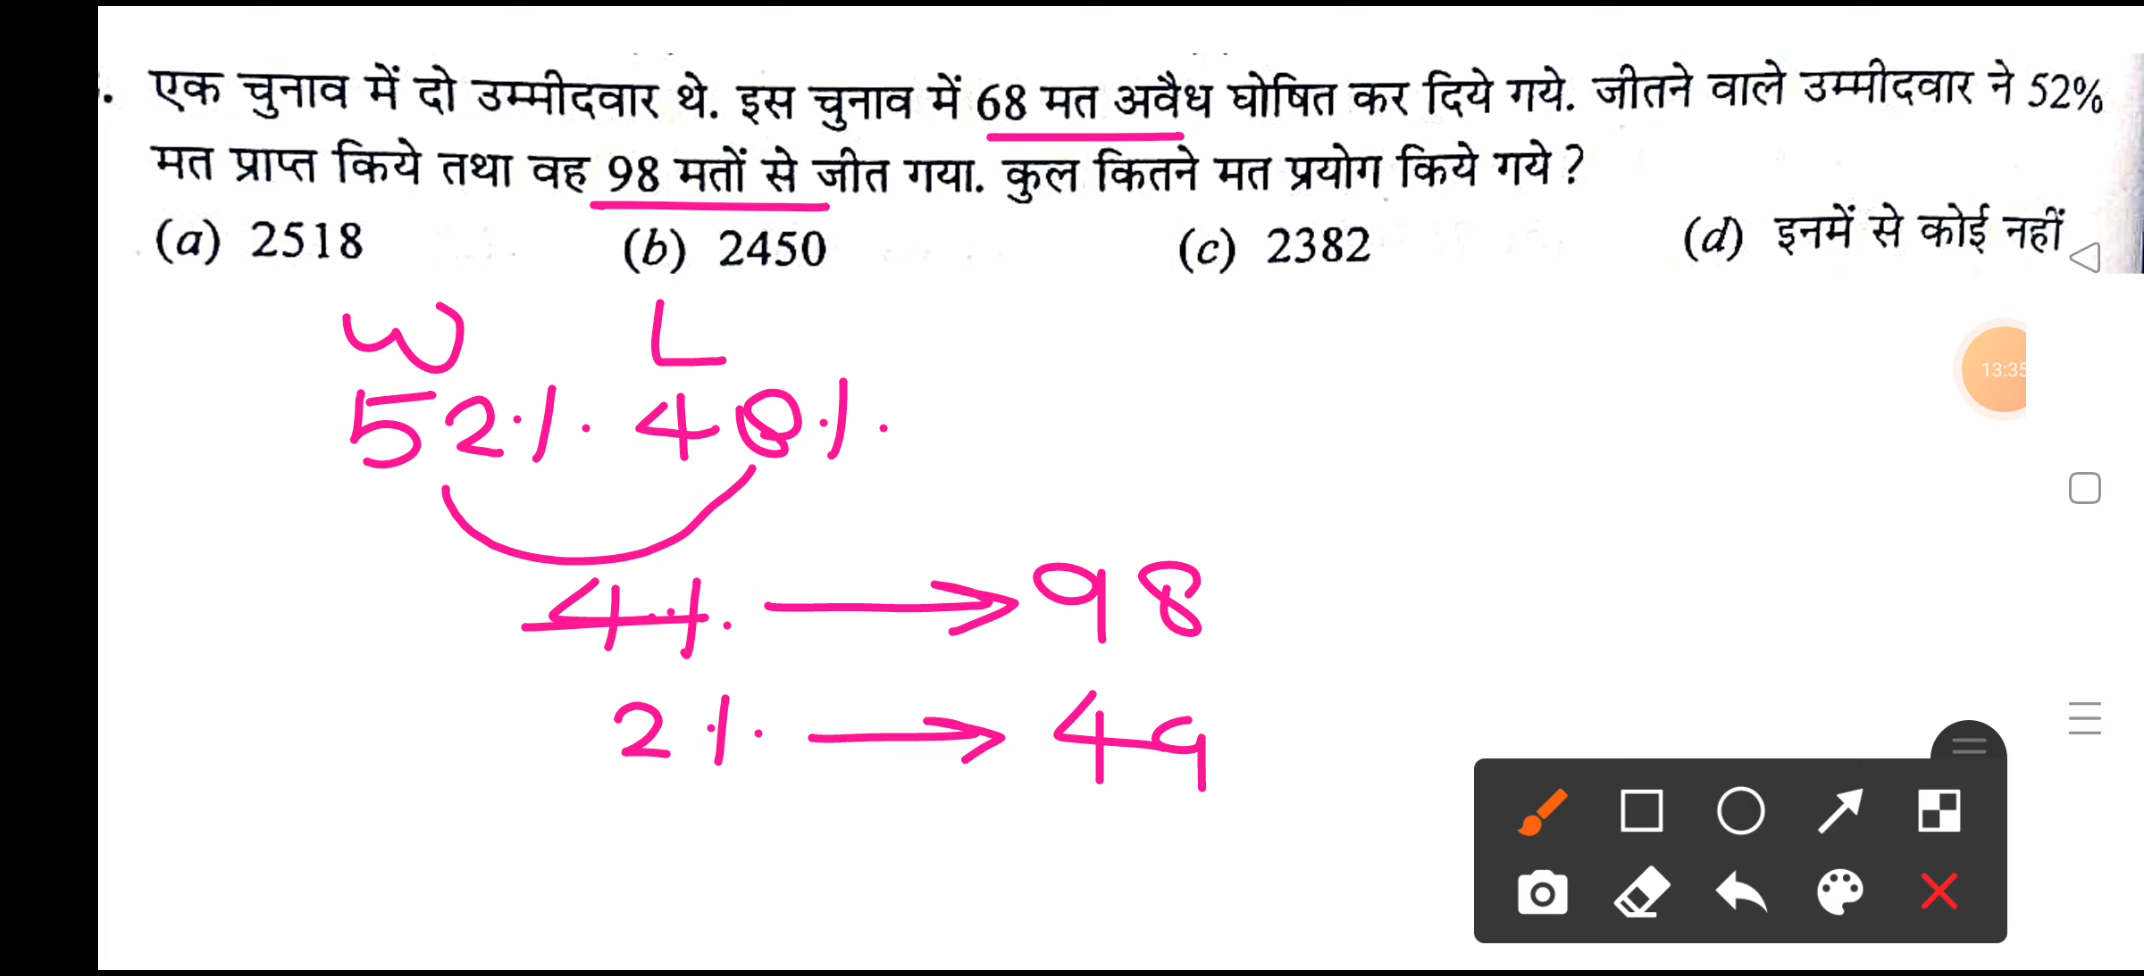 . एक चुनाव में दो उम्मीदवार थे. इस चुनाव में 68 मत अवैध घोषित कर दिये गये. जीतने वाले उम्मीदवार ने 52%
मत प्राप्त किये तथा वह 98 मतों से जीत गया. कुल कितने मत प्रयोग किये गये ?
(a) 2518 (b) 2450 (c) 2382 (d) इनमें से कोई नहीं
W L
52% 48%
13:35
4% → 98
2% → 49